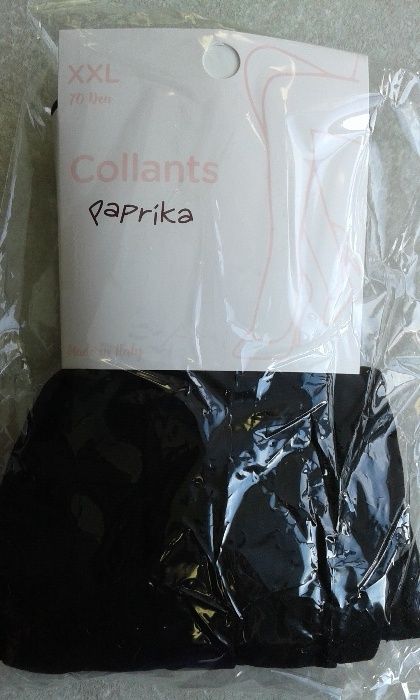 XXL
70 Den
Collants
paprika
Made in Italy